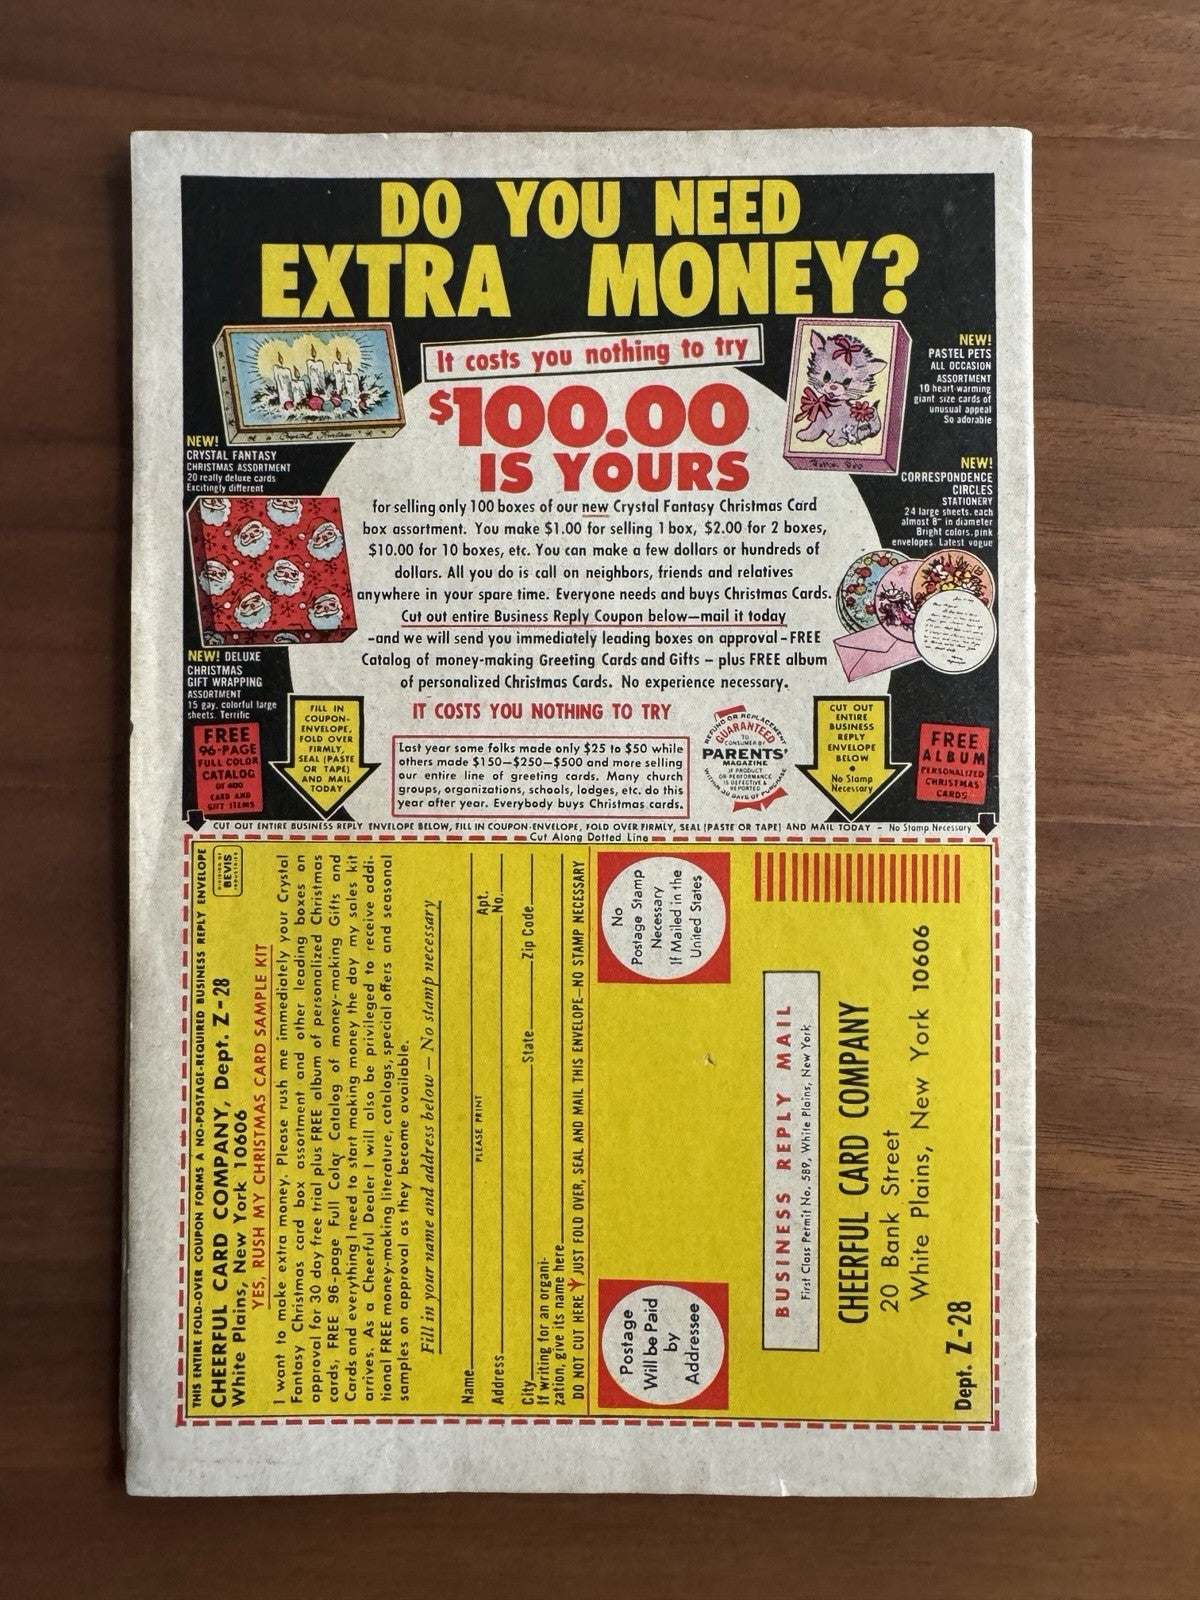 DO YOU NEED
EXTRA MONEY?
It costs you nothing to try
$100.00
IS YOURS
for selling only 100 boxes of our new Crystal Fantasy Christmas Card
box assortment. You make $1.00 for selling 1 box, $2.00 for 2 boxes,
$10.00 for 10 boxes, etc. You can make a few dollars or hundreds of
dollars. All you do is call on neighbors, friends and relatives
anywhere in your spare time. Everyone needs and buys Christmas Cards.
Cut out entire Business Reply Coupon below—mail it today
-and we will send you immediately leading boxes on approval - FREE
Catalog of money-making Greeting Cards and Gifts - plus FREE album
of personalized Christmas Cards. No experience necessary.
IT COSTS YOU NOTHING TO TRY
Last year some folks made only $25 to $50 while
others made $150—$250—$500 and more selling
our entire line of greeting cards. Many church
groups, organizations, schools, lodges, etc. do this
year after year. Everybody buys Christmas cards.
Crystal Fantasy
NEW!
CRYSTAL FANTASY
CHRISTMAS ASSORTMENT
20 really deluxe cards
Excitingly different
NEW! DELUXE
CHRISTMAS
GIFT WRAPPING
ASSORTMENT
15 gay, colorful large
sheets. Terrific
FREE
96-PAGE
FULL COLOR
CATALOG
OF 400
CARD AND
GIFT ITEMS
FILL IN
COUPON-
ENVELOPE,
FOLD OVER
FIRMLY,
SEAL (PASTE
OR TAPE)
AND MAIL
TODAY
NEW!
PASTEL PETS
ALL OCCASION
ASSORTMENT
10 heart-warming
giant size cards of
unusual appeal
So adorable
NEW!
CORRESPONDENCE
CIRCLES
STATIONERY
24 large sheets, each
almost 8" in diameter
Bright colors, pink
envelopes. Latest vogue
REFUND OR REPLACEMENT
GUARANTEED
TO CONSUMER BY
PARENTS'
MAGAZINE
IF PRODUCT
OR PERFORMANCE
IS DEFECTIVE &
REPORTED
WITHIN 30 DAYS OF PURCHASE
CUT OUT
ENTIRE
BUSINESS
REPLY
ENVELOPE
BELOW
•
No Stamp
Necessary
FREE
ALBUM
PERSONALIZED
CHRISTMAS
CARDS
CUT OUT ENTIRE BUSINESS REPLY ENVELOPE BELOW, FILL IN COUPON-ENVELOPE, FOLD OVER FIRMLY, SEAL (PASTE OR TAPE) AND MAIL TODAY - No Stamp Necessary
Cut Along Dotted Line
THIS ENTIRE FOLD-OVER COUPON FORMS A NO-POSTAGE-REQUIRED BUSINESS REPLY ENVELOPE
CHEERFUL CARD COMPANY, Dept. Z-28
White Plains, New York 10606
DIVISION OF
BEVIS
INDUSTRIES
YES, RUSH MY CHRISTMAS CARD SAMPLE KIT
I want to make extra money. Please rush me immediately your Crystal
Fantasy Christmas card box assortment and other leading boxes on
approval for 30 day free trial plus FREE album of personalized Christmas
cards, FREE 96-page Full Color Catalog of money-making Gifts and
Cards and everything I need to start making money the day my sales kit
arrives. As a Cheerful Dealer I will also be privileged to receive addi-
tional FREE money-making literature, catalogs, special offers and seasonal
samples on approval as they become available.
Fill in your name and address below — No stamp necessary
Name
PLEASE PRINT
Address Apt. No.
City State Zip Code
If writing for an organi-
zation, give its name here
DO NOT CUT HERE JUST FOLD OVER, SEAL AND MAIL THIS ENVELOPE—NO STAMP NECESSARY
No
Postage Stamp
Necessary
If Mailed in the
United States
Postage
Will be Paid
by
Addressee
BUSINESS REPLY MAIL
First Class Permit No. 589, White Plains, New York
CHEERFUL CARD COMPANY
20 Bank Street
White Plains, New York 10606
Dept. Z-28